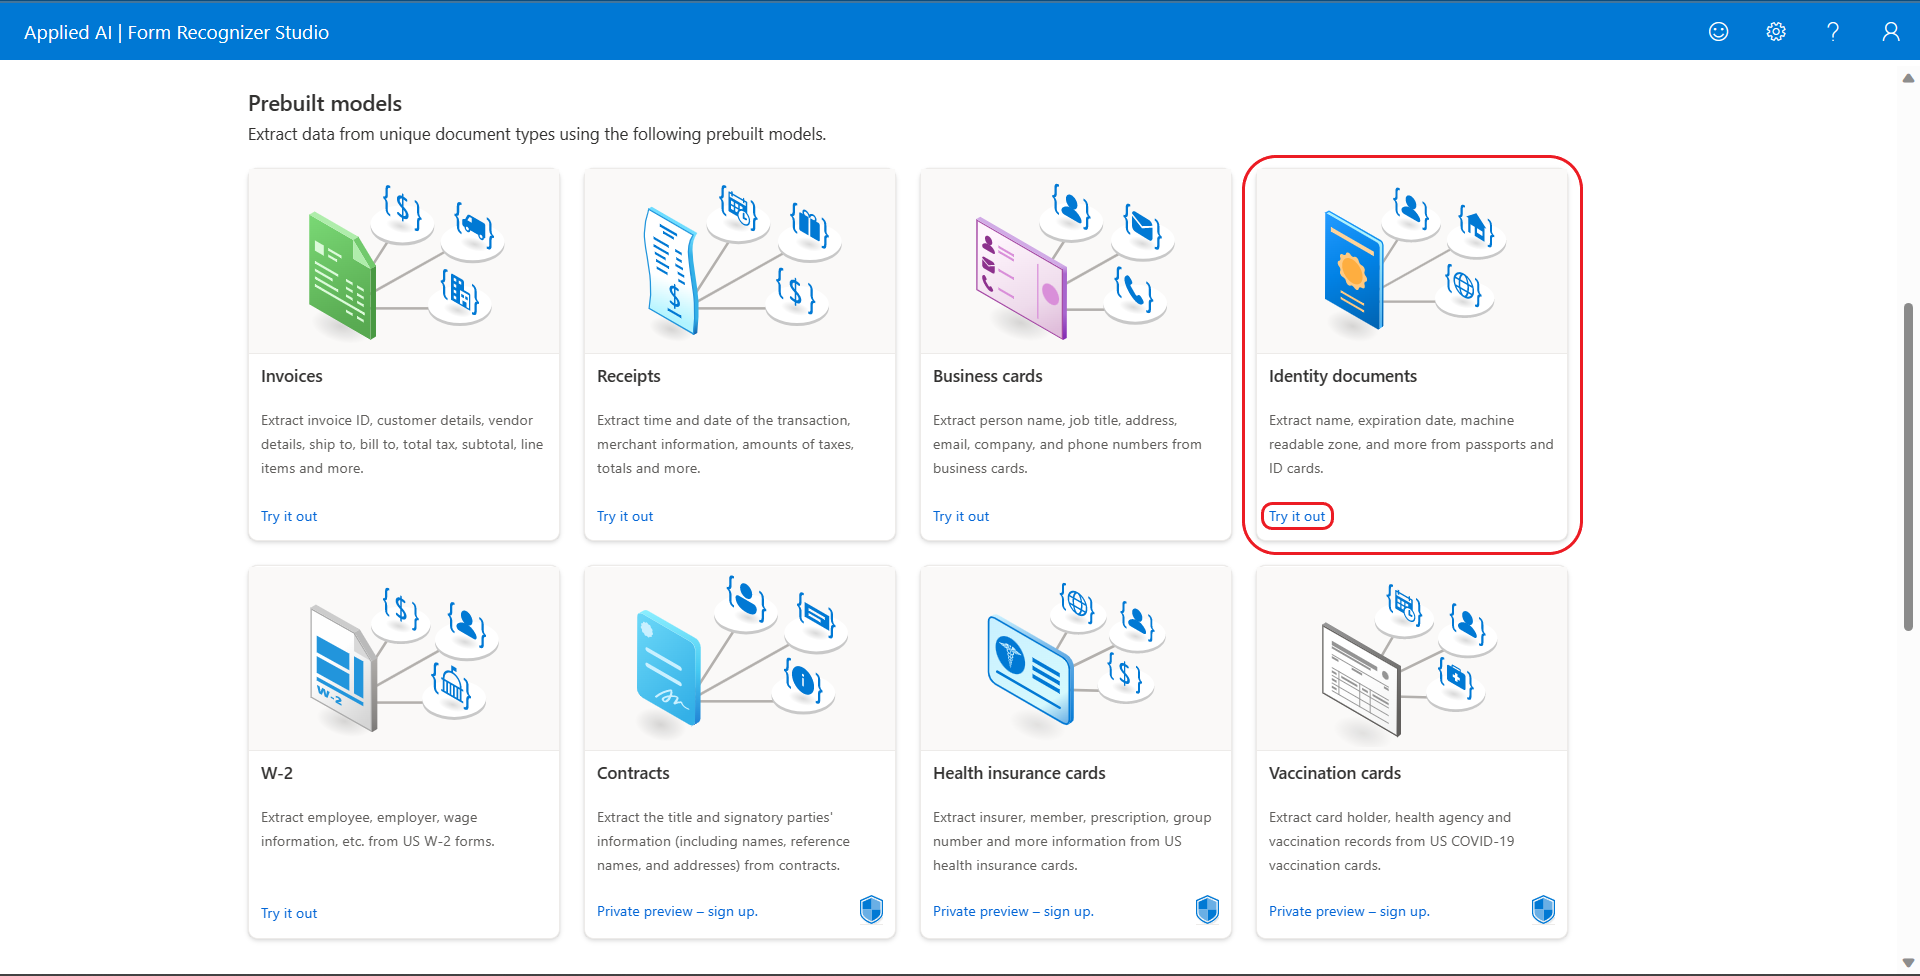 Applied AI | Form Recognizer Studio
Prebuilt models
Extract data from unique document types using the following prebuilt models.
Invoices
Extract invoice ID, customer details, vendor
details, ship to, bill to, total tax, subtotal, line
items and more.
Try it out
Receipts
Extract time and date of the transaction,
merchant information, amounts of taxes,
totals and more.
Try it out
Business cards
Extract person name, job title, address,
email, company, and phone numbers from
business cards.
Try it out
Identity documents
Extract name, expiration date, machine
readable zone, and more from passports and
ID cards.
Try it out
W-2
W-2
Extract employee, employer, wage
information, etc. from US W-2 forms.
Try it out
Contracts
Extract the title and signatory parties'
information (including names, reference
names, and addresses) from contracts.
Private preview – sign up.
Health insurance cards
Extract insurer, member, prescription, group
number and more information from US
health insurance cards.
Private preview – sign up.
Vaccination cards
Extract card holder, health agency and
vaccination records from US COVID-19
vaccination cards.
Private preview – sign up.